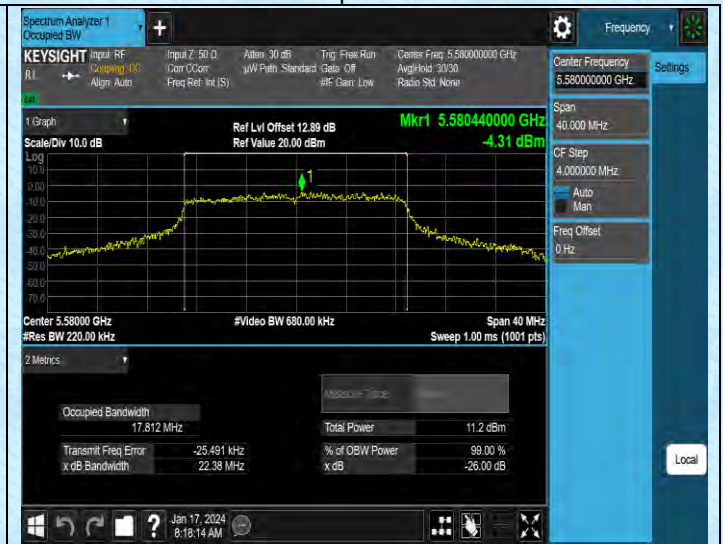 Spectrum Analyzer 1
Occupied BW
+
Frequency
KEYSIGHT Input: RF
Input Z: 50 Ω
Atten: 30 dB
Trig: Free Run
Center Freq: 5.580000000 GHz
RL
Coupling: DC
Corr CCorr
µW Path: Standard
Gate: Off
Avg|Hold: 30/30
Align: Auto
Freq Ref: Int (S)
#IF Gain: Low
Radio Std: None
Center Frequency
5.580000000 GHz
Settings
Span
40.000 MHz
CF Step
4.000000 MHz
Auto
Man
Freq Offset
0 Hz
1 Graph
Ref Lvl Offset 12.89 dB
Mkr1 5.580440000 GHz
Scale/Div 10.0 dB
Ref Value 20.00 dBm
-4.31 dBm
Log
10.0
0.00
-10.0
-20.0
-30.0
-40.0
-50.0
-60.0
-70.0
1
Center 5.58000 GHz
#Video BW 680.00 kHz
Span 40 MHz
#Res BW 220.00 kHz
Sweep 1.00 ms (1001 pts)
2 Metrics
Measure Trace
Occupied Bandwidth
17.812 MHz
Total Power
11.2 dBm
Transmit Freq Error
-25.491 kHz
% of OBW Power
99.00 %
x dB Bandwidth
22.38 MHz
x dB
-26.00 dB
Local
?
Jan 17, 2024
8:18:14 AM